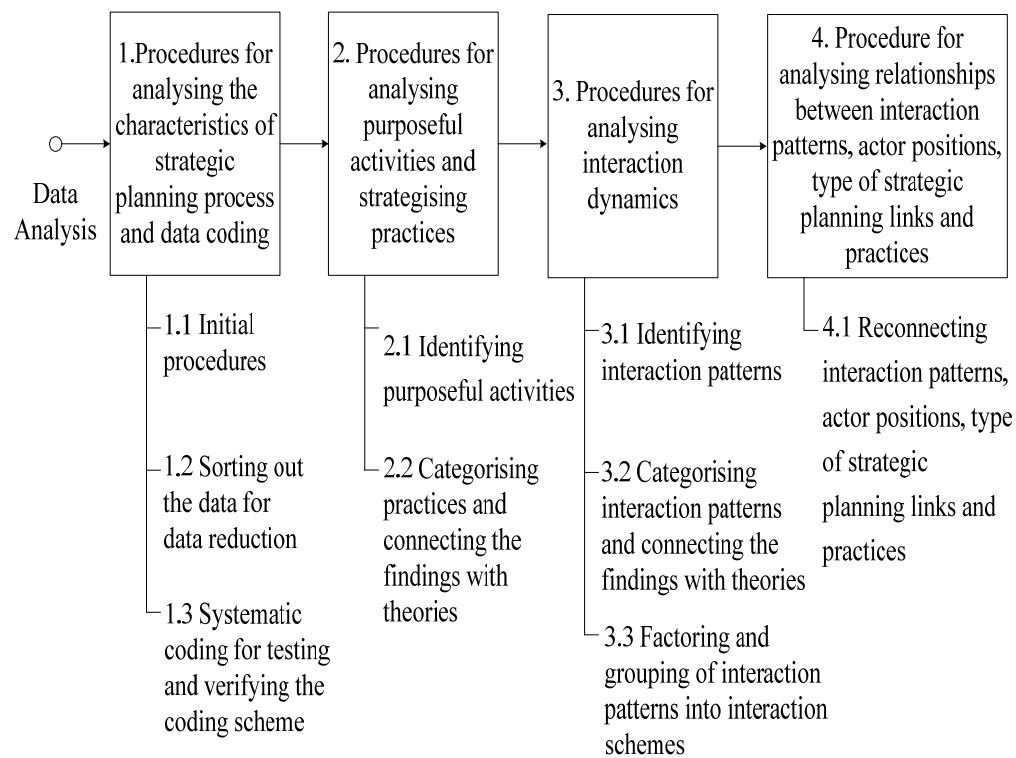 Data
Analysis
1.Procedures for
analysing the
characteristics of
strategic
planning process
and data coding
1.1 Initial
procedures
1.2 Sorting out
the data for
data reduction
1.3 Systematic
coding for testing
and verifying the
coding scheme
2. Procedures for
analysing
purposeful
activities and
strategising
practices
2.1 Identifying
purposeful activities
2.2 Categorising
practices and
connecting the
findings with
theories
3. Procedures for
analysing
interaction
dynamics
3.1 Identifying
interaction patterns
3.2 Categorising
interaction patterns
and connecting the
findings with theories
3.3 Factoring and
grouping of interaction
patterns into interaction
schemes
4. Procedure for
analysing relationships
between interaction
patterns, actor positions,
type of strategic
planning links and
practices
4.1 Reconnecting
interaction patterns,
actor positions, type
of strategic
planning links and
practices